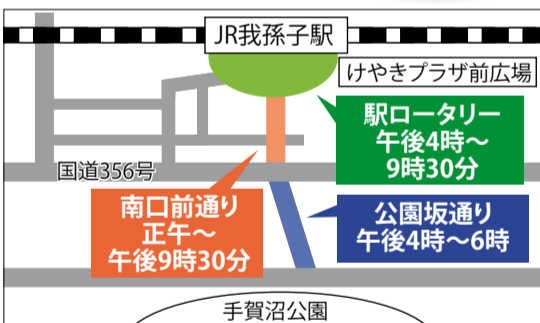 JR我孫子駅
けやきプラザ前広場
駅ロータリー
午後4時～
9時30分
国道356号
南口前通り
正午～
午後9時30分
公園坂通り
午後4時～6時
手賀沼公園